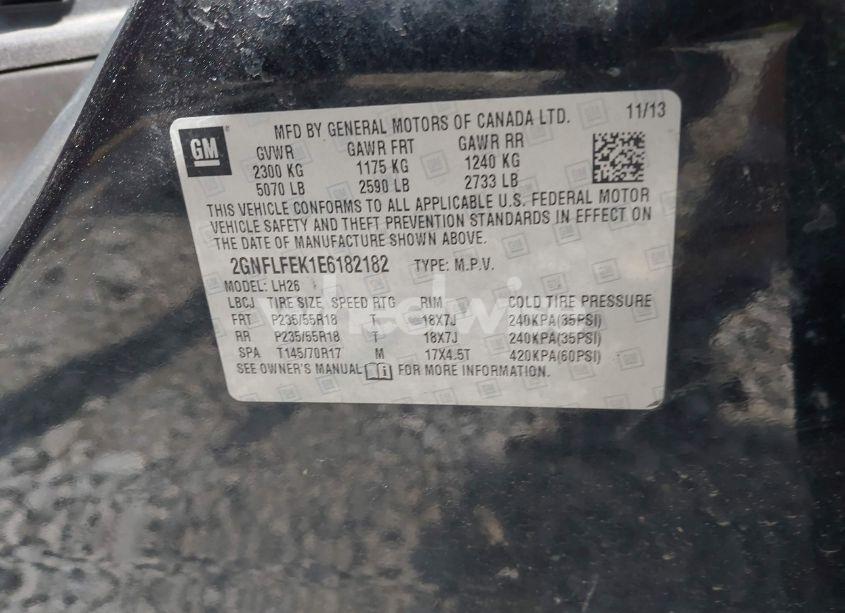 GM
MFD BY GENERAL MOTORS OF CANADA LTD. 11/13
GVWR GAWR FRT GAWR RR
2300 KG 1175 KG 1240 KG
5070 LB 2590 LB 2733 LB
THIS VEHICLE CONFORMS TO ALL APPLICABLE U.S. FEDERAL MOTOR
VEHICLE SAFETY AND THEFT PREVENTION STANDARDS IN EFFECT ON
THE DATE OF MANUFACTURE SHOWN ABOVE.
2GNFLFEK1E6182182 TYPE: M.P.V.
MODEL: LH26
LBCJ TIRE SIZE SPEED RTG RIM COLD TIRE PRESSURE
FRT P235/55R18 T 18X7J 240KPA(35PSI)
RR P235/55R18 T 18X7J 240KPA(35PSI)
SPA T145/70R17 M 17X4.5T 420KPA(60PSI)
SEE OWNER'S MANUAL FOR MORE INFORMATION.